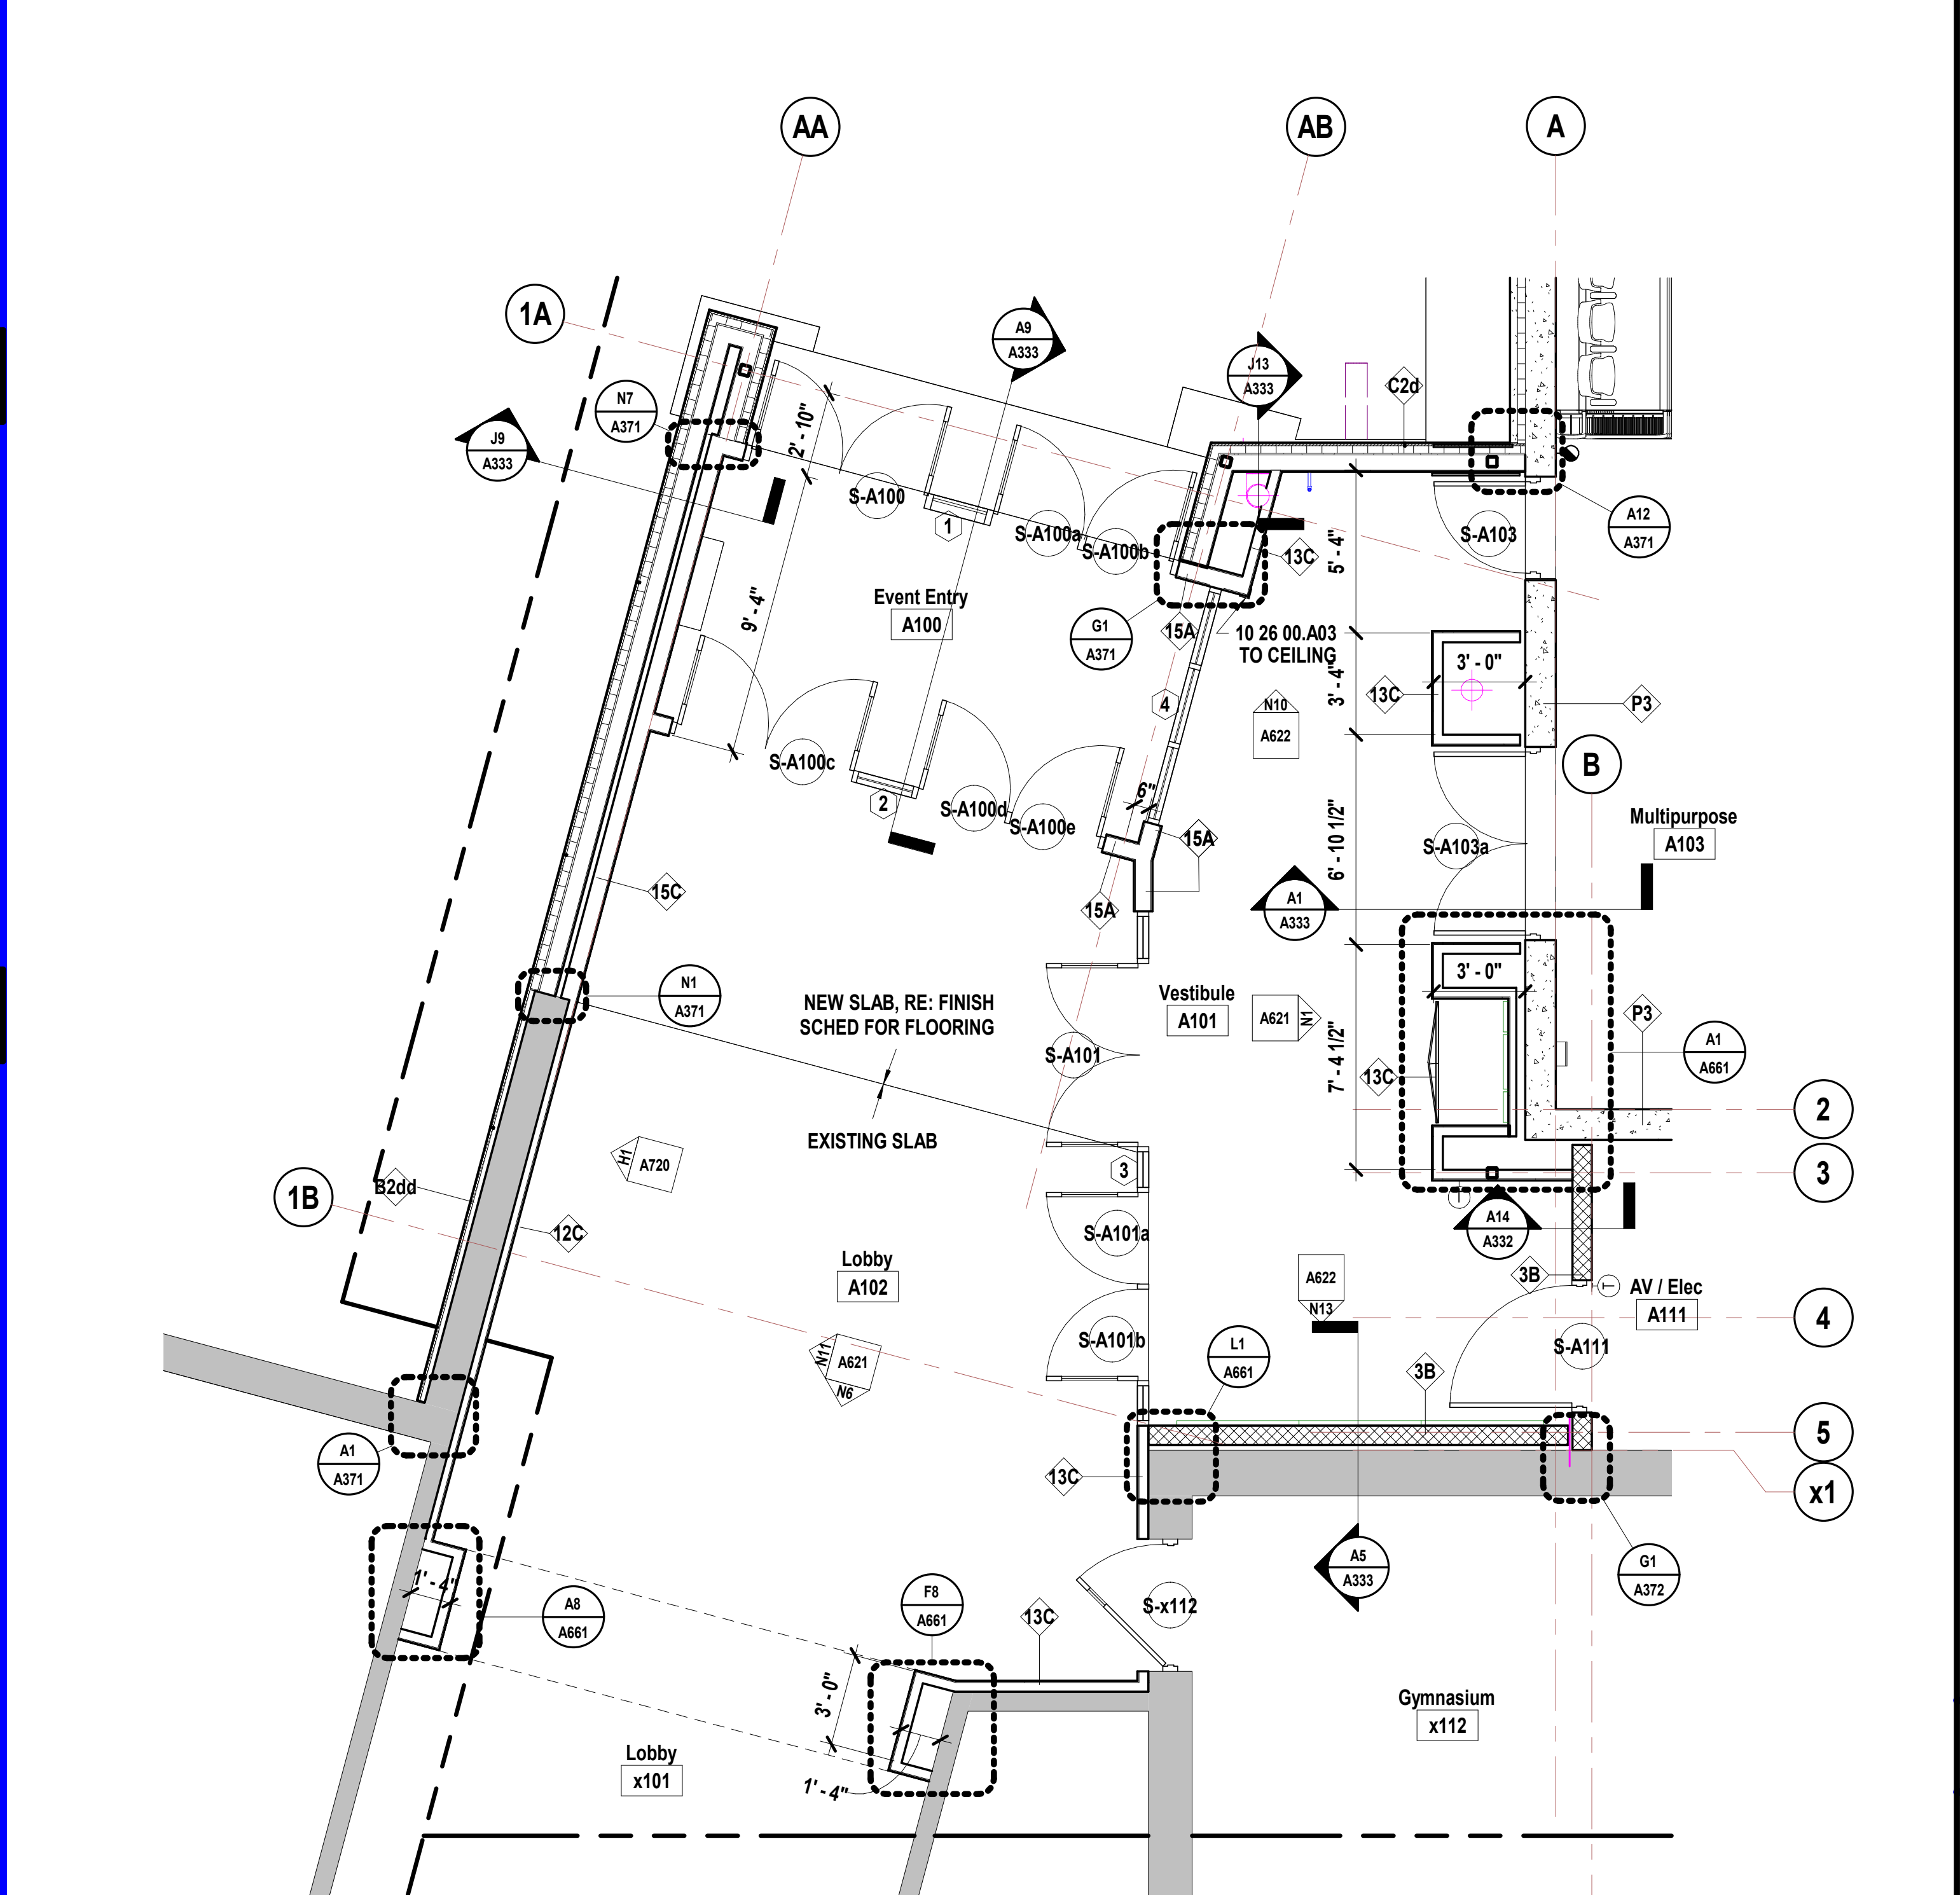 AA
AB
A
1A
A9
A333
J13
A333
C2d
N7
A371
J9
A333
2' - 10"
S-A100
1
S-A100a
S-A100b
13C
5' - 4"
S-A103
A12
A371
Event Entry
A100
9' - 4"
G1
A371
15A
10 26 00.A03
TO CEILING
3' - 0"
3' - 4"
13C
P3
4
N10
A622
S-A100c
2
S-A100d
S-A100e
6"
15A
B
Multipurpose
A103
6' - 10 1/2"
S-A103a
15C
15A
A1
A333
N1
A371
NEW SLAB, RE: FINISH
SCHED FOR FLOORING
Vestibule
A101
A621
N1
3' - 0"
P3
S-A101
7' - 4 1/2"
13C
A1
A661
2
EXISTING SLAB
H1
A720
3
3
1B
B2dd
12C
A14
A332
S-A101a
Lobby
A102
A622
N13
3B
T
T
AV / Elec
A111
4
S-A101b
S-A111
N11
A621
N6
L1
A661
3B
5
A1
A371
13C
x1
1' - 4"
A8
A661
F8
A661
13C
S-x112
A5
A333
G1
A372
3' - 0"
1' - 4"
Gymnasium
x112
Lobby
x101